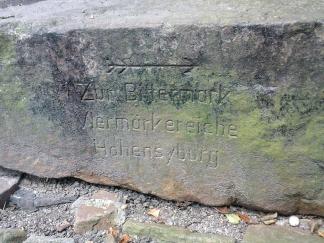 Zur Bittermark
Viermärkereiche
Hohensyburg